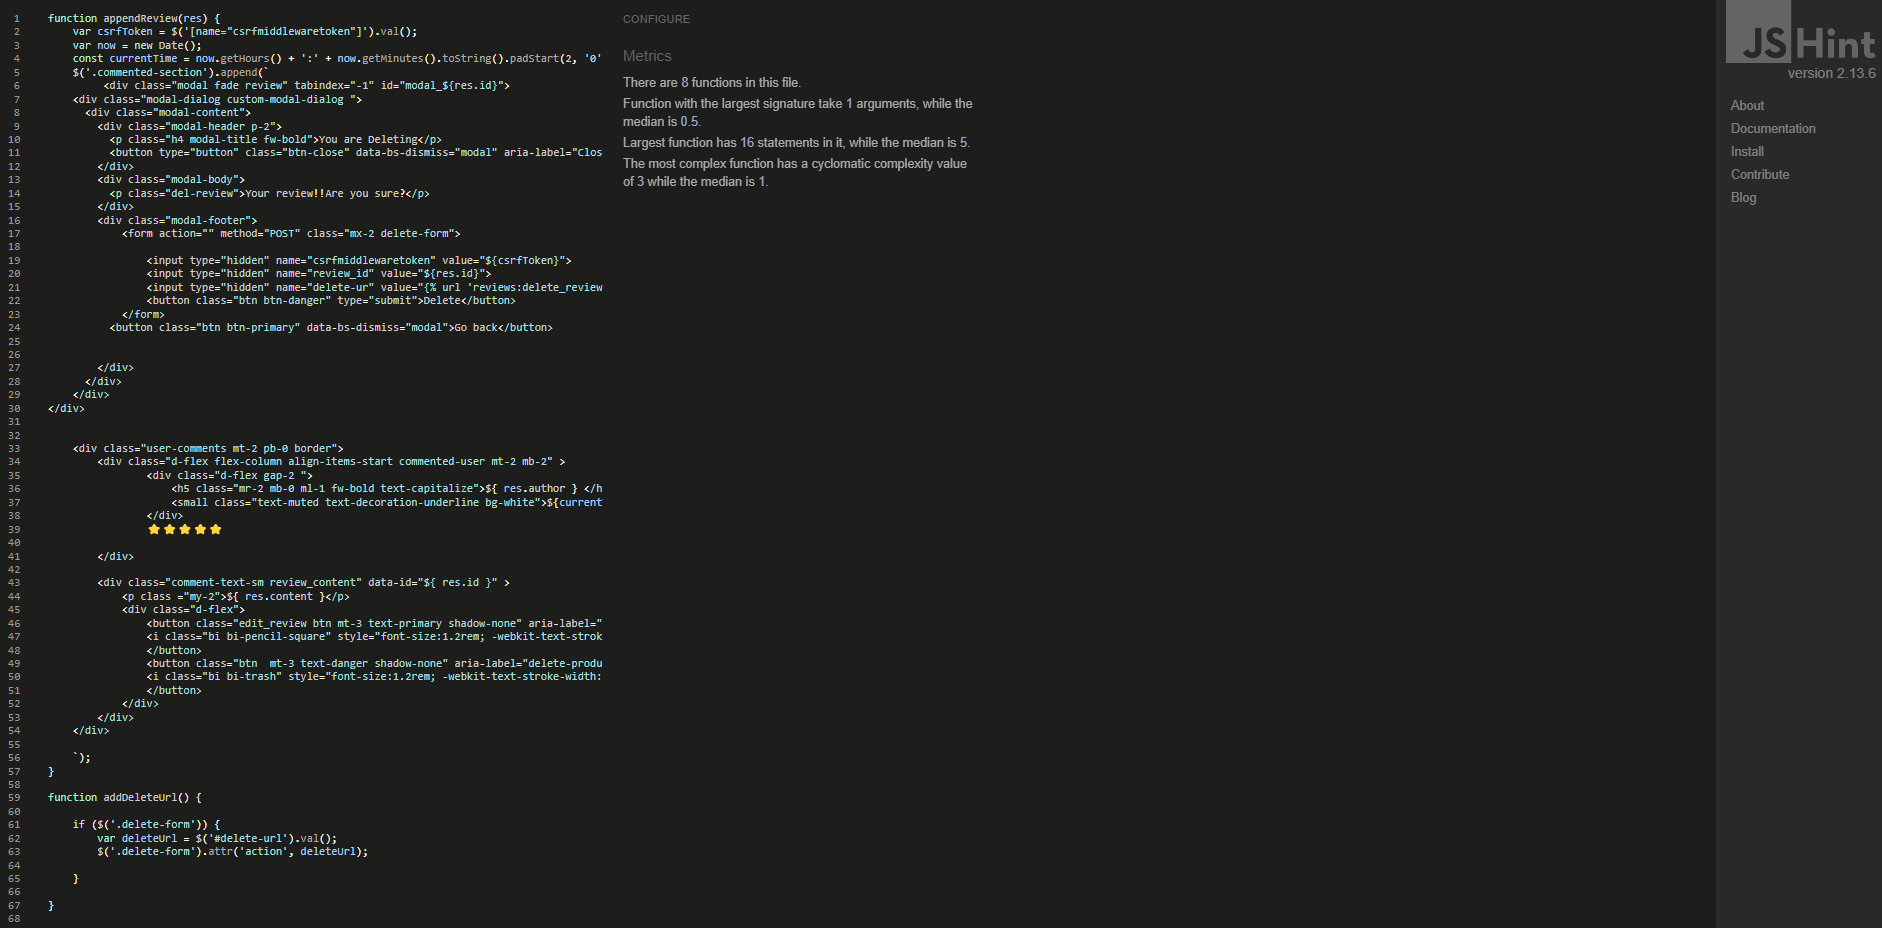 1 function appendReview(res) {
2 var csrfToken = $('[name="csrfmiddlewaretoken"]').val();
3 var now = new Date();
4 const currentTime = now.getHours() + ':' + now.getMinutes().toString().padStart(2, '0'
5 $('.commented-section').append(`
6 <div class="modal fade review" tabindex="-1" id="modal_${res.id}">
7 <div class="modal-dialog custom-modal-dialog ">
8 <div class="modal-content">
9 <div class="modal-header p-2">
10 <p class="h4 modal-title fw-bold">You are Deleting</p>
11 <button type="button" class="btn-close" data-bs-dismiss="modal" aria-label="Clos
12 </div>
13 <div class="modal-body">
14 <p class="del-review">Your review!!Are you sure?</p>
15 </div>
16 <div class="modal-footer">
17 <form action="" method="POST" class="mx-2 delete-form">
18
19 <input type="hidden" name="csrfmiddlewaretoken" value="${csrfToken}">
20 <input type="hidden" name="review_id" value="${res.id}">
21 <input type="hidden" name="delete-ur" value="{% url 'reviews:delete_review
22 <button class="btn btn-danger" type="submit">Delete</button>
23 </form>
24 <button class="btn btn-primary" data-bs-dismiss="modal">Go back</button>
25
26
27 </div>
28 </div>
29 </div>
30 </div>
31
32
33 <div class="user-comments mt-2 pb-0 border">
34 <div class="d-flex flex-column align-items-start commented-user mt-2 mb-2" >
35 <div class="d-flex gap-2 ">
36 <h5 class="mr-2 mb-0 ml-1 fw-bold text-capitalize">${ res.author } </h
37 <small class="text-muted text-decoration-underline bg-white">${current
38 </div>
39 ⭐⭐⭐⭐⭐
40
41 </div>
42
43 <div class="comment-text-sm review_content" data-id="${ res.id }" >
44 <p class ="my-2">${ res.content }</p>
45 <div class="d-flex">
46 <button class="edit_review btn mt-3 text-primary shadow-none" aria-label="
47 <i class="bi bi-pencil-square" style="font-size:1.2rem; -webkit-text-strok
48 </button>
49 <button class="btn  mt-3 text-danger shadow-none" aria-label="delete-produ
50 <i class="bi bi-trash" style="font-size:1.2rem; -webkit-text-stroke-width:
51 </button>
52 </div>
53 </div>
54 </div>
55
56 `);
57 }
58
59 function addDeleteUrl() {
60
61 if ($('.delete-form')) {
62 var deleteUrl = $('#delete-url').val();
63 $('.delete-form').attr('action', deleteUrl);
64
65 }
66
67 }
68
CONFIGURE
Metrics
There are 8 functions in this file.
Function with the largest signature take 1 arguments, while the
median is 0.5.
Largest function has 16 statements in it, while the median is 5.
The most complex function has a cyclomatic complexity value
of 3 while the median is 1.
JSHint
version 2.13.6
About
Documentation
Install
Contribute
Blog